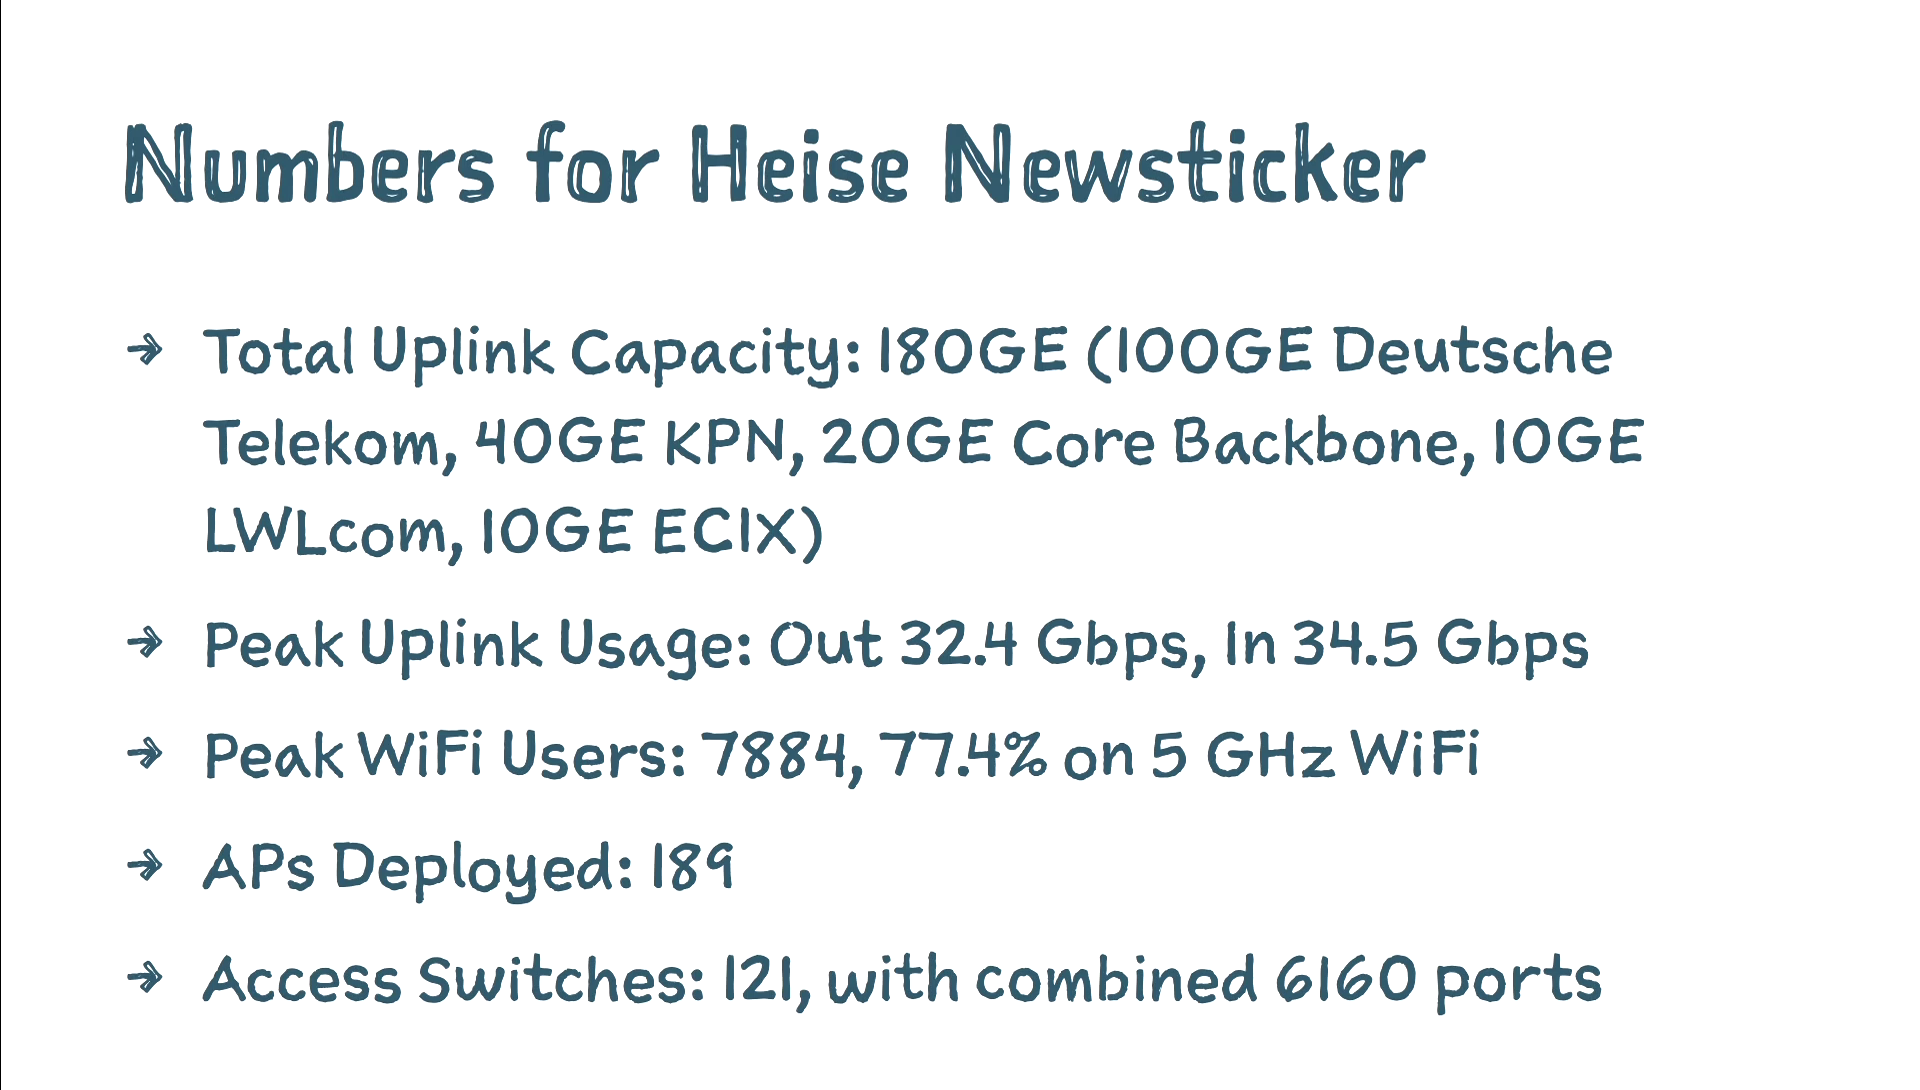 Numbers for Heise Newsticker
→ Total Uplink Capacity: 180GE (100GE Deutsche
Telekom, 40GE KPN, 20GE Core Backbone, 10GE
LWLcom, 10GE ECIX)
→ Peak Uplink Usage: Out 32.4 Gbps, In 34.5 Gbps
→ Peak WiFi Users: 7884, 77.4% on 5 GHz WiFi
→ APs Deployed: 189
→ Access Switches: 121, with combined 6160 ports